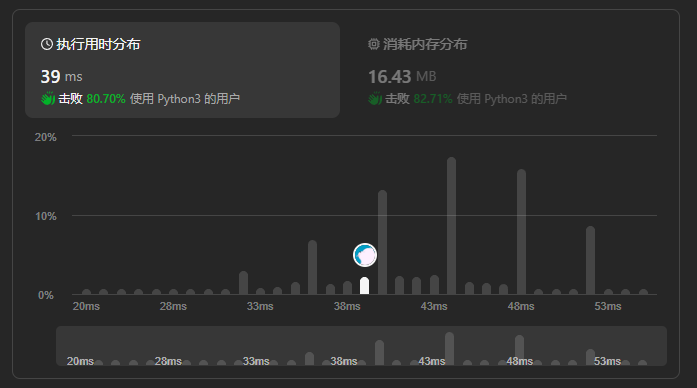 执行用时分布
39 ms
击败 80.70% 使用 Python3 的用户
消耗内存分布
16.43 MB
击败 82.71% 使用 Python3 的用户
20%
10%
0%
20ms 28ms 33ms 38ms 43ms 48ms 53ms
20ms 28ms 33ms 38ms 43ms 48ms 53ms